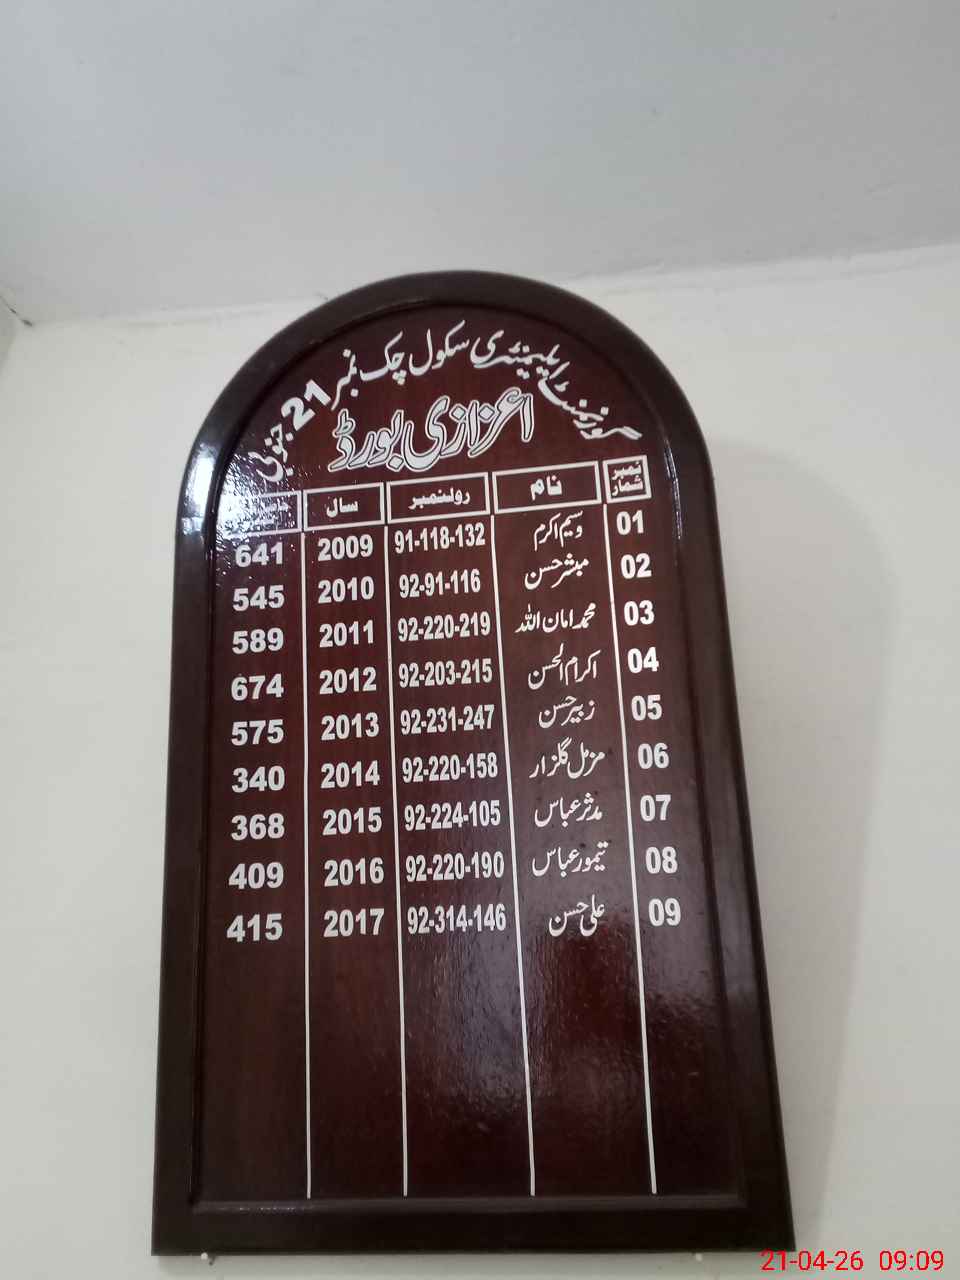 گورنمنٹ ایلیمنٹری سکول چک نمبر 21 جنوبی
اعزازی بورڈ
نمبر شمار نام رولنمبر سال
01 وسیم اکرم 91-118-132 2009 641
02 مبشر حسن 92-91-116 2010 545
03 محمد امان اللہ 92-220-219 2011 589
04 اکرام الحسن 92-203-215 2012 674
05 زبیر حسن 92-231-247 2013 575
06 مزمل گلزار 92-220-158 2014 340
07 مدثر عباس 92-224-105 2015 368
08 تیمور عباس 92-220-190 2016 409
09 علی حسن 92-314-146 2017 415
21-04-26 09:09